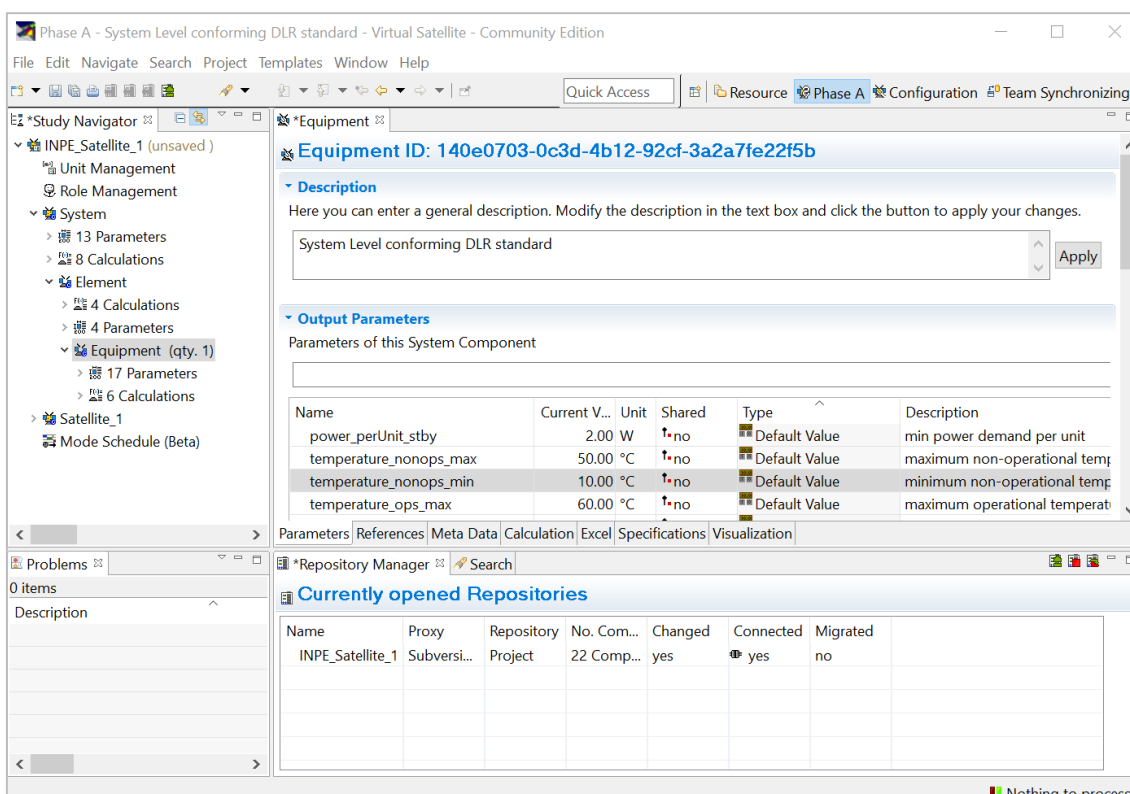 Phase A - System Level conforming DLR standard - Virtual Satellite - Community Edition
File Edit Navigate Search Project Templates Window Help
Quick Access Resource Phase A Configuration Team Synchronizing
*Study Navigator
INPE_Satellite_1 (unsaved )
Unit Management
Role Management
System
13 Parameters
8 Calculations
Element
4 Calculations
4 Parameters
Equipment (qty. 1)
17 Parameters
6 Calculations
Satellite_1
Mode Schedule (Beta)
*Equipment
Equipment ID: 140e0703-0c3d-4b12-92cf-3a2a7fe22f5b
Description
Here you can enter a general description. Modify the description in the text box and click the button to apply your changes.
System Level conforming DLR standard
Apply
Output Parameters
Parameters of this System Component
Name Current V... Unit Shared Type Description
power_perUnit_stby 2.00 W no Default Value min power demand per unit
temperature_nonops_max 50.00 °C no Default Value maximum non-operational temp
temperature_nonops_min 10.00 °C no Default Value minimum non-operational temp
temperature_ops_max 60.00 °C no Default Value maximum operational temperat
Parameters References Meta Data Calculation Excel Specifications Visualization
Problems
0 items
Description
*Repository Manager Search
Currently opened Repositories
Name Proxy Repository No. Com... Changed Connected Migrated
INPE_Satellite_1 Subversi... Project 22 Comp... yes yes no
Nothing to process